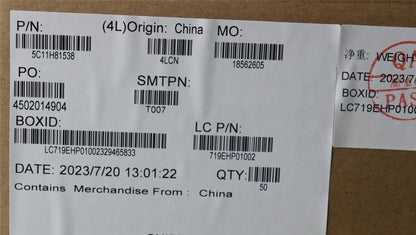 P/N:
(4L)Origin: China
MO:
5C11H81538
4LCN
18562605
PO:
SMTPN:
4502014904
T007
BOXID:
LC P/N:
LC719EHP01002329465833
719EHP01002
DATE: 2023/7/20 13:01:22
QTY:
50
Contains Merchandise From : China
净重: WEIGH
DATE: 2023/7/
BOXID:
LC719EHP0100
PAS